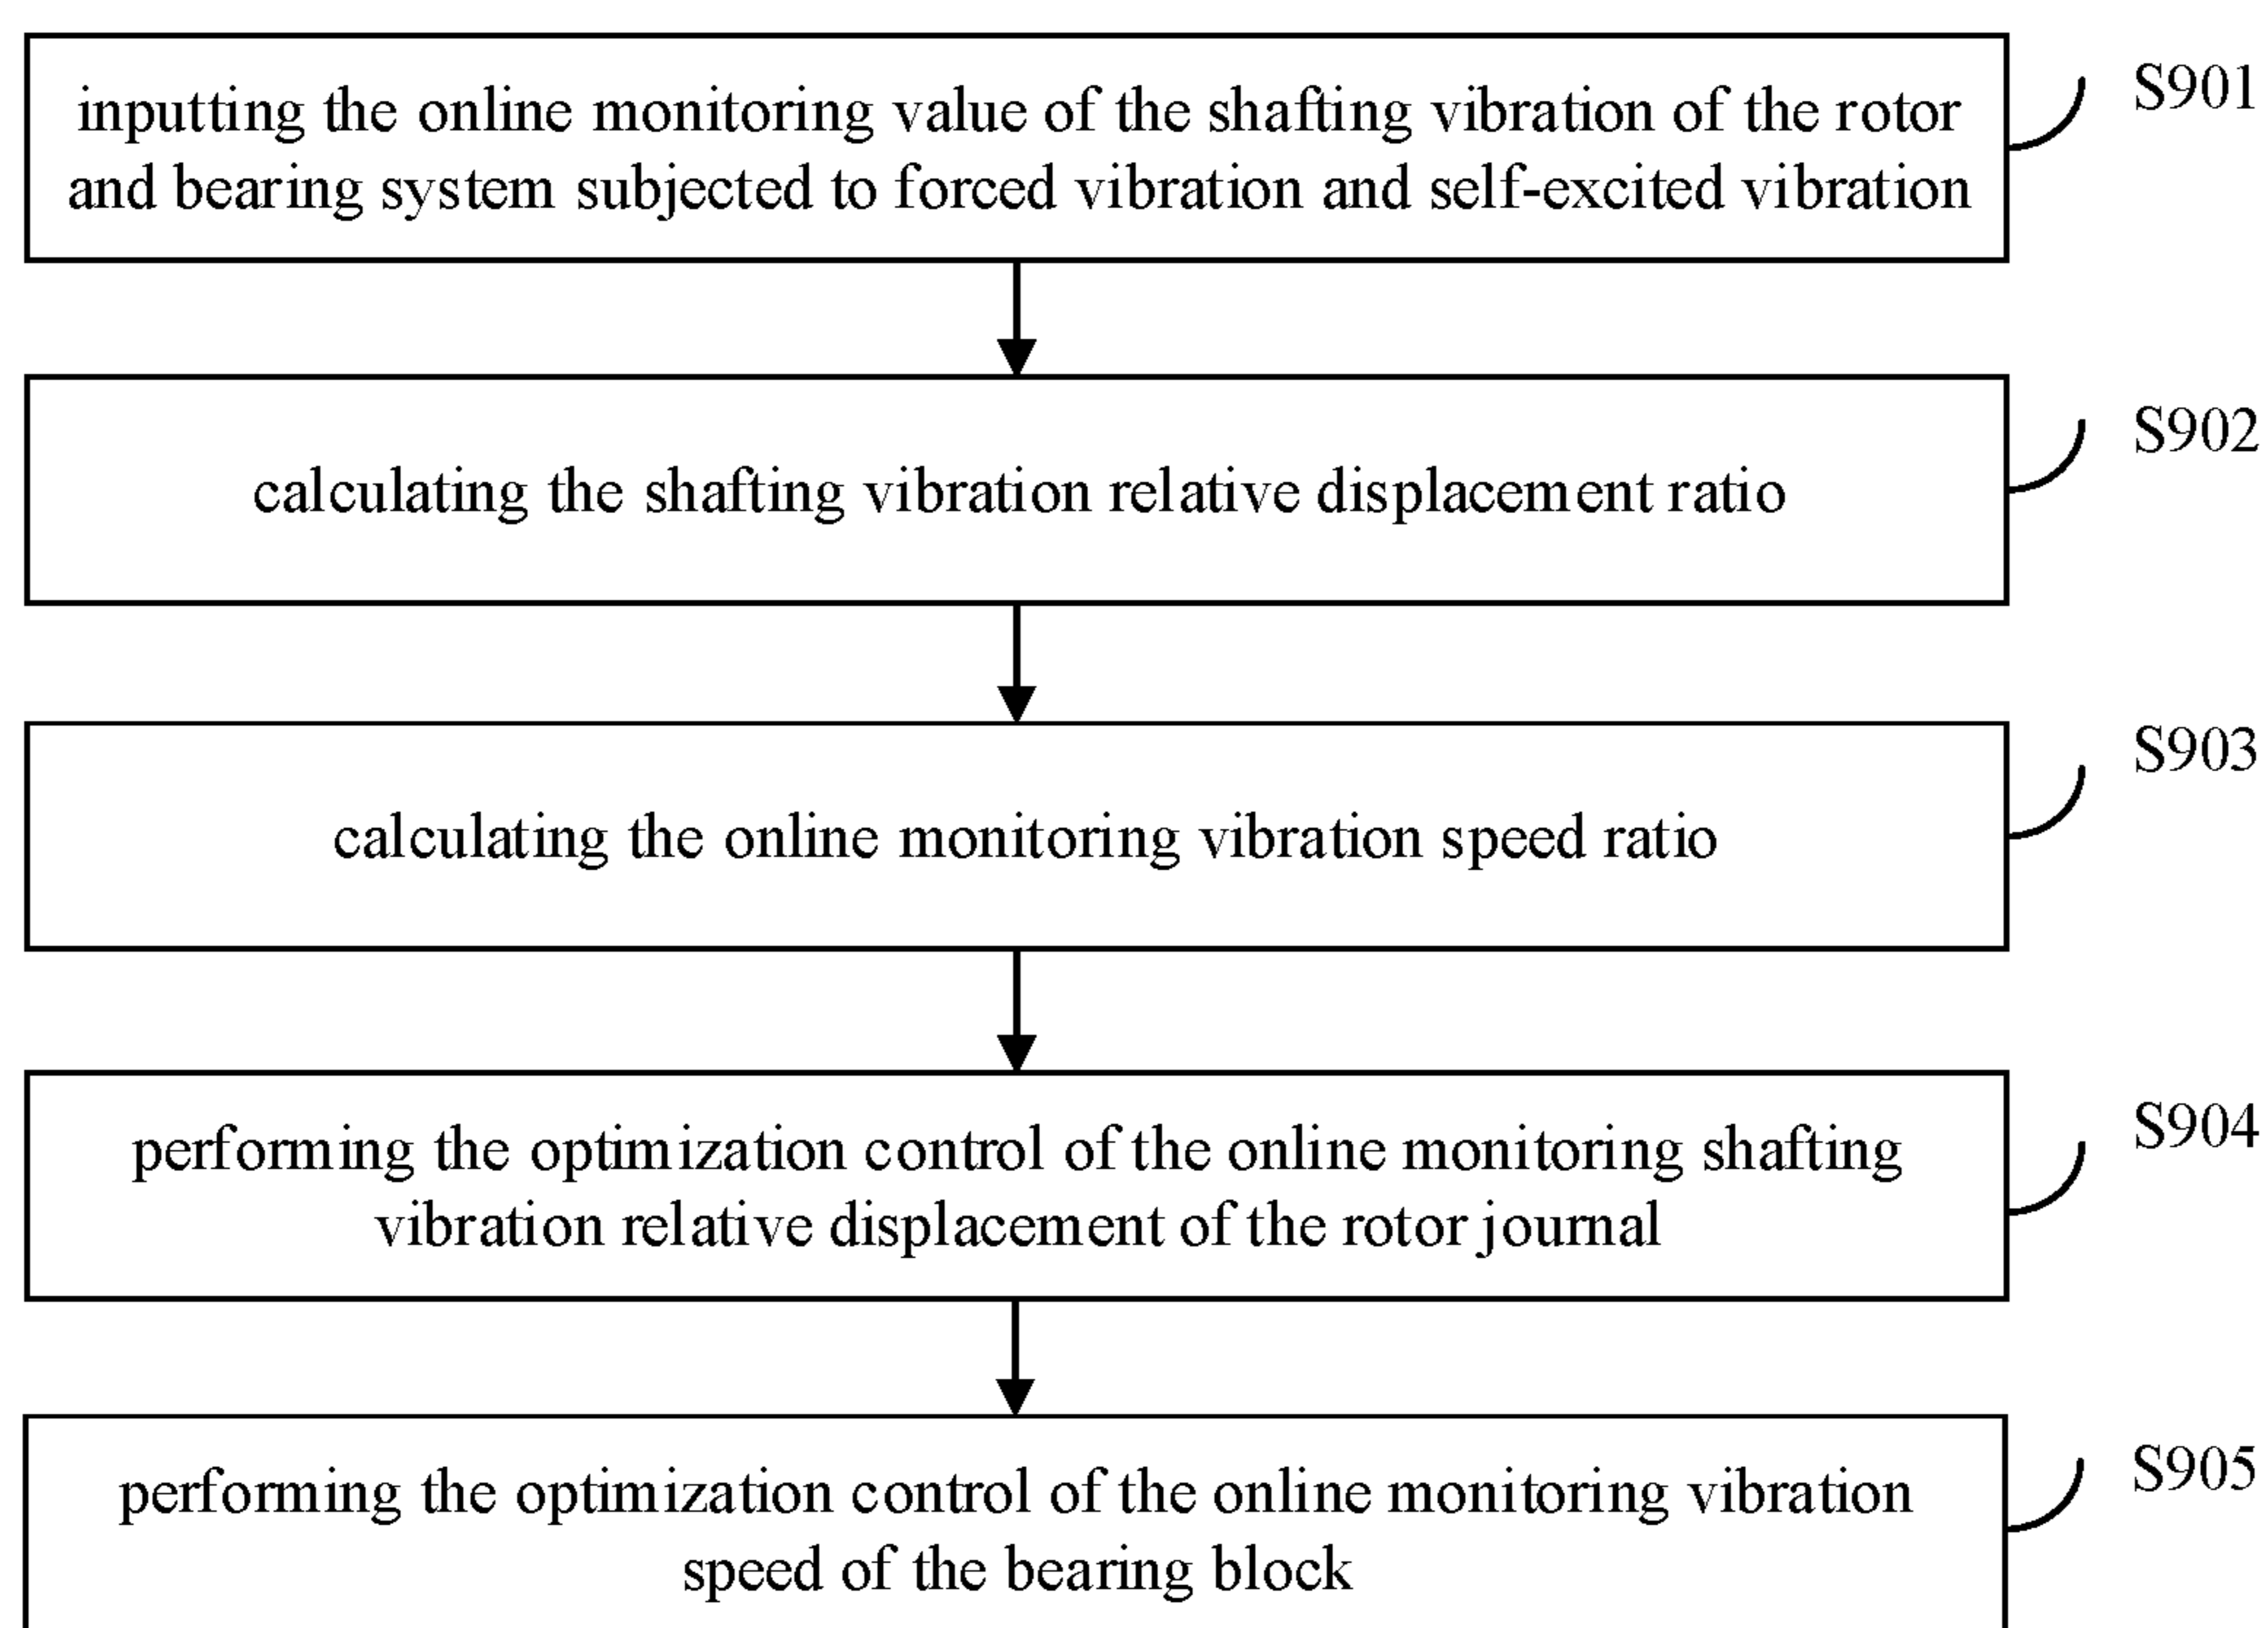 inputting the online monitoring value of the shafting vibration of the rotor
and bearing system subjected to forced vibration and self-excited vibration
S901
calculating the shafting vibration relative displacement ratio
S902
calculating the online monitoring vibration speed ratio
S903
performing the optimization control of the online monitoring shafting
vibration relative displacement of the rotor journal
S904
performing the optimization control of the online monitoring vibration
speed of the bearing block
S905